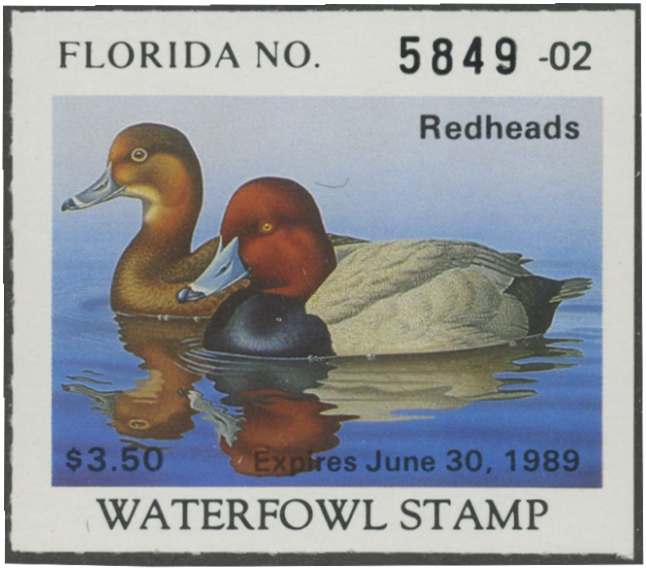 FLORIDA NO. 5849 -02
Redheads
$3.50 Expires June 30, 1989
WATERFOWL STAMP